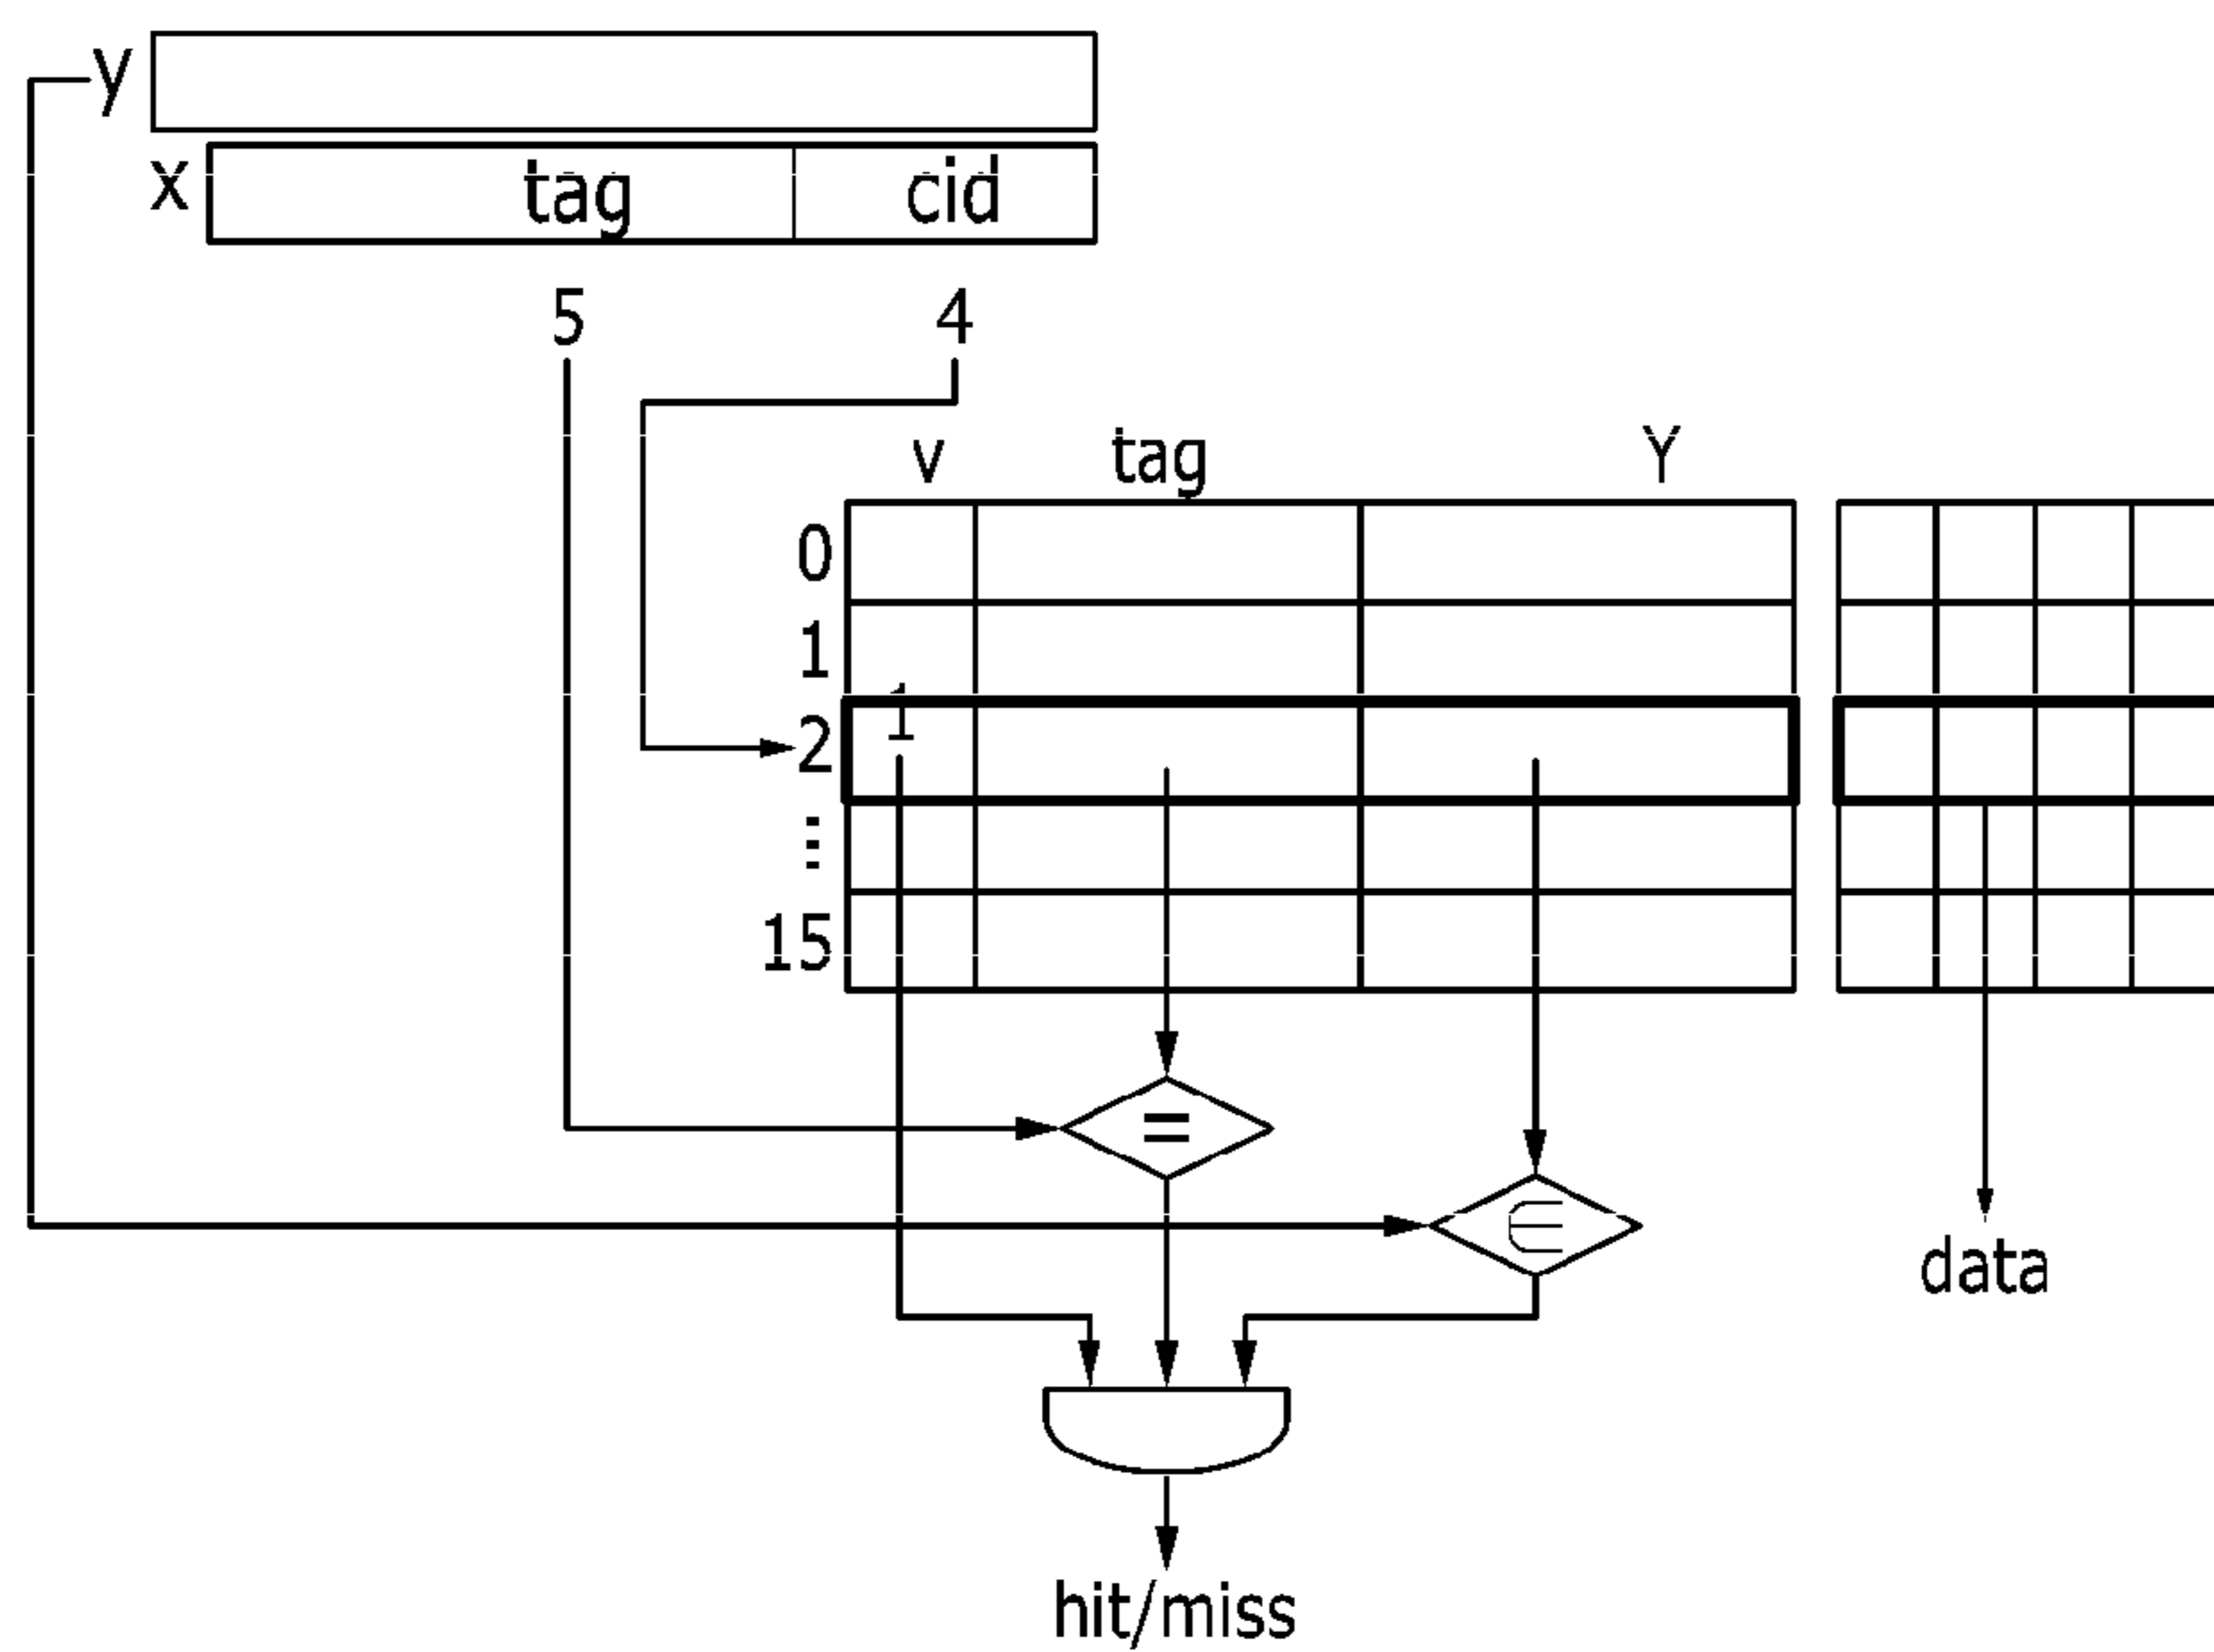 y
x tag cid
5 4
v tag Y
0
1
1
2
⋮
15
=
∈
data
hit/miss